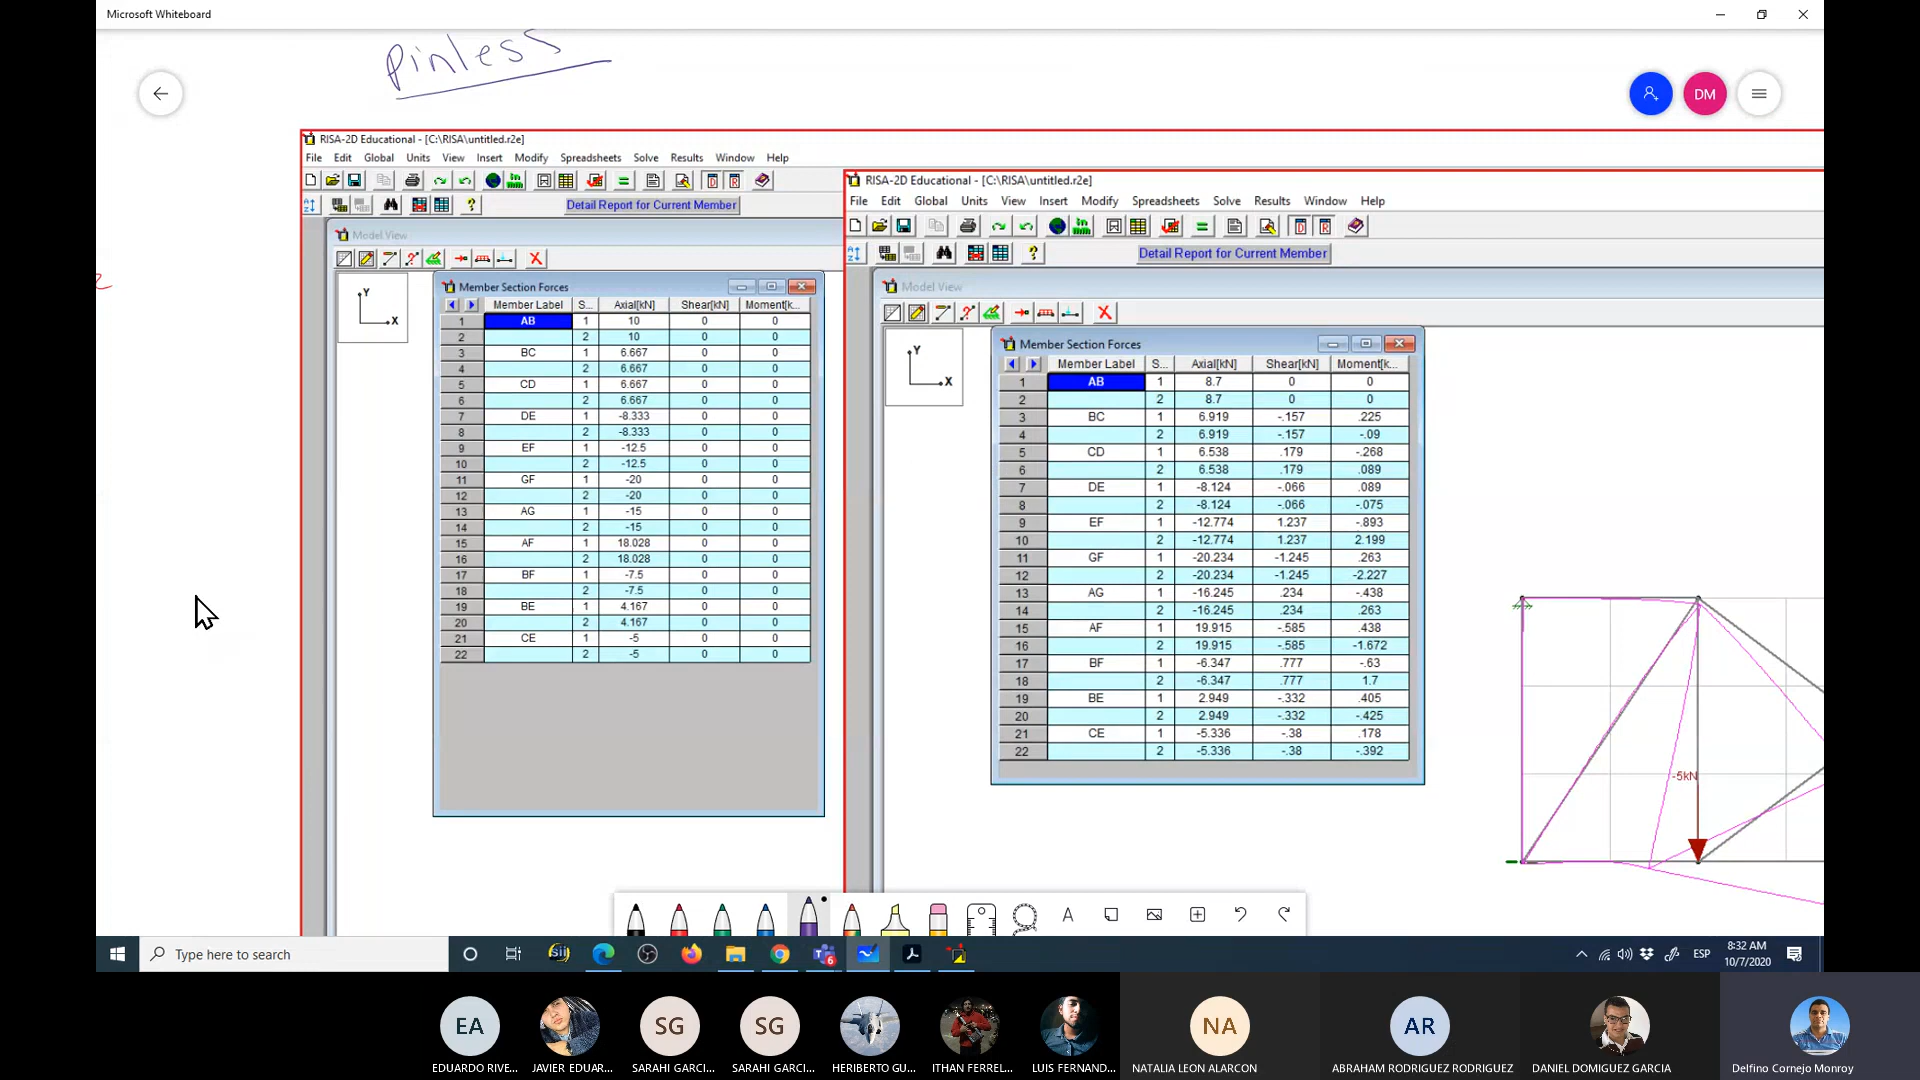 Microsoft Whiteboard
Pinless
DM
RISA-2D Educational - [C:\RISA\untitled.r2e]
File Edit Global Units View Insert Modify Spreadsheets Solve Results Window Help
Detail Report for Current Member
Model View
Y
X
Member Section Forces
Member Label S... Axial[kN] Shear[kN] Moment[k...
1 AB 1 10 0 0
2 2 10 0 0
3 BC 1 6.667 0 0
4 2 6.667 0 0
5 CD 1 6.667 0 0
6 2 6.667 0 0
7 DE 1 -8.333 0 0
8 2 -8.333 0 0
9 EF 1 -12.5 0 0
10 2 -12.5 0 0
11 GF 1 -20 0 0
12 2 -20 0 0
13 AG 1 -15 0 0
14 2 -15 0 0
15 AF 1 18.028 0 0
16 2 18.028 0 0
17 BF 1 -7.5 0 0
18 2 -7.5 0 0
19 BE 1 4.167 0 0
20 2 4.167 0 0
21 CE 1 -5 0 0
22 2 -5 0 0
RISA-2D Educational - [C:\RISA\untitled.r2e]
File Edit Global Units View Insert Modify Spreadsheets Solve Results Window Help
Detail Report for Current Member
Model View
Y
X
Member Section Forces
Member Label S... Axial[kN] Shear[kN] Moment[k...
1 AB 1 8.7 0 0
2 2 8.7 0 0
3 BC 1 6.919 -.157 .225
4 2 6.919 -.157 -.09
5 CD 1 6.538 .179 -.268
6 2 6.538 .179 .089
7 DE 1 -8.124 -.066 .089
8 2 -8.124 -.066 -.075
9 EF 1 -12.774 1.237 -.893
10 2 -12.774 1.237 2.199
11 GF 1 -20.234 -1.245 .263
12 2 -20.234 -1.245 -2.227
13 AG 1 -16.245 .234 -.438
14 2 -16.245 .234 .263
15 AF 1 19.915 -.585 .438
16 2 19.915 -.585 -1.672
17 BF 1 -6.347 .777 -.63
18 2 -6.347 .777 1.7
19 BE 1 2.949 -.332 .405
20 2 2.949 -.332 -.425
21 CE 1 -5.336 -.38 .178
22 2 -5.336 -.38 -.392
-5kN
A
Type here to search
sii
6
ESP
8:32 AM
10/7/2020
EA
SG
SG
NA
AR
EDUARDO RIVE...
JAVIER EDUAR...
SARAHI GARCI...
SARAHI GARCI...
HERIBERTO GU...
ITHAN FERREL...
LUIS FERNAND...
NATALIA LEON ALARCON
ABRAHAM RODRIGUEZ RODRIGUEZ
DANIEL DOMIGUEZ GARCIA
Delfino Cornejo Monroy